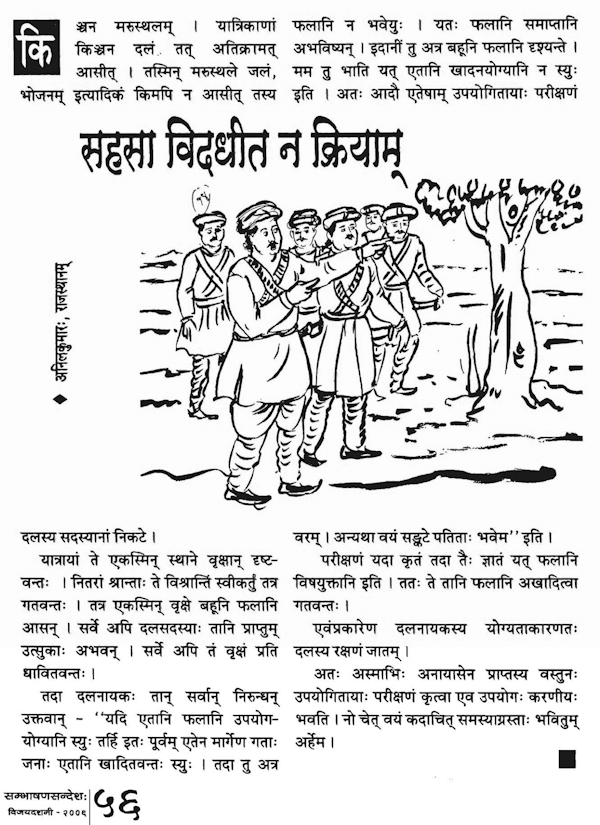 सहसा विदधीत न क्रियाम्
◆ अनिलकुमारः, राजस्थानम्
किञ्चन मरुस्थलम् । यात्रिकाणां
किञ्चन दलं तत् अतिक्रामत्
आसीत् । तस्मिन् मरुस्थले जलं,
भोजनम् इत्यादिकं किमपि न आसीत् तस्य
दलस्य सदस्यानां निकटे ।
यात्रायां ते एकस्मिन् स्थाने वृक्षान् दृष्ट-
वन्तः । नितरां श्रान्ताः ते विश्रान्तिं स्वीकर्तुं तत्र
गतवन्तः । तत्र एकस्मिन् वृक्षे बहूनि फलानि
आसन् । सर्वे अपि दलसदस्याः तानि प्राप्तुम्
उत्सुकाः अभवन् । सर्वे अपि तं वृक्षं प्रति
धावितवन्तः ।
तदा दलनायकः तान् सर्वान् निरुन्धन्
उक्तवान् - “यदि एतानि फलानि उपयोग-
योग्यानि स्युः तर्हि इतः पूर्वम् एतेन मार्गेण गताः
जनाः एतानि खादितवन्तः स्युः । तदा तु अत्र
फलानि न भवेयुः । यतः फलानि समाप्तानि
अभविष्यन् । इदानीं तु अत्र बहूनि फलानि दृश्यन्ते ।
मम तु भाति यत् एतानि खादनयोग्यानि न स्युः
इति । अतः आदौ एतेषाम् उपयोगितायाः परीक्षणं
वरम् । अन्यथा वयं सङ्कटे पतिताः भवेम” इति ।
परीक्षणं यदा कृतं तदा तैः ज्ञातं यत् फलानि
विषयुक्तानि इति । ततः ते तानि फलानि अखादित्वा
गतवन्तः ।
एवंप्रकारेण दलनायकस्य योग्यताकारणतः
दलस्य रक्षणं जातम् ।
अतः अस्माभिः अनायासेन प्राप्तस्य वस्तुनः
उपयोगितायाः परीक्षणं कृत्वा एव उपयोगः करणीयः
भवति । नो चेत् वयं कदाचित् समस्याग्रस्ताः भवितुम्
अर्हेम ।
सम्भाषणसन्देशः
विजयदशमी - २००९
५६